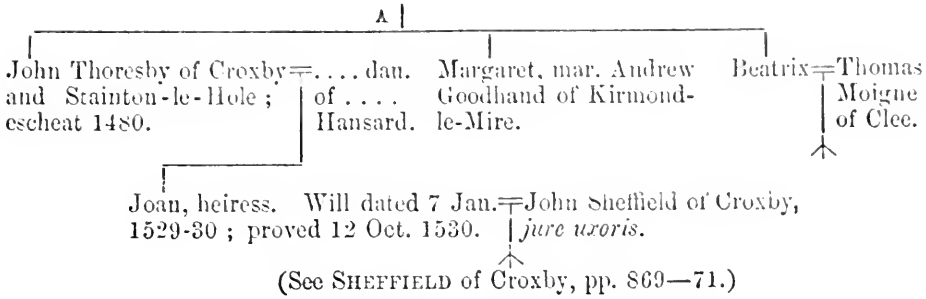 A
John Thoresby of Croxby=....dau.
and Stainton-le-Hole ; of ....
escheat 1480. Hansard.
Margaret, mar. Andrew
Goodhand of Kirmond-
le-Mire.
Beatrix=Thomas
Moigne
of Clee.
Joan, heiress. Will dated 7 Jan.=John Sheffield of Croxby,
1529-30 ; proved 12 Oct. 1530. jure uxoris.
(See SHEFFIELD of Croxby, pp. 869—71.)